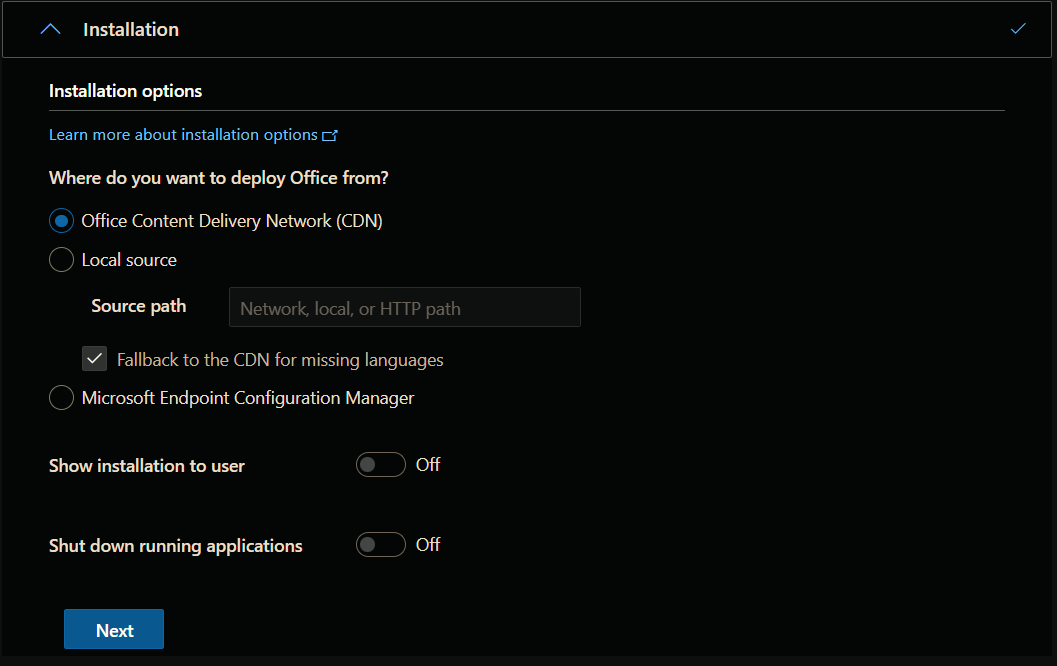 Installation
Installation options
Learn more about installation options
Where do you want to deploy Office from?
Office Content Delivery Network (CDN)
Local source
Source path
Network, local, or HTTP path
Fallback to the CDN for missing languages
Microsoft Endpoint Configuration Manager
Show installation to user Off
Shut down running applications Off
Next